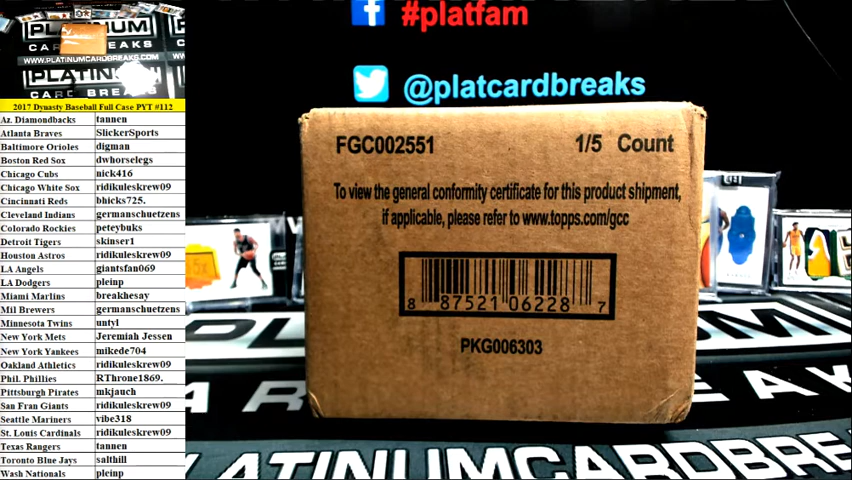 #platfam
@platcardbreaks
PLATINUM
CARD BREAKS
WWW.PLATINUMCARDBREAKS.COM
PLATIN
2017 Dynasty Baseball Full Case PYT #112
Az. Diamondbacks tannen
Atlanta Braves SlickerSports
Baltimore Orioles digman
Boston Red Sox dwhorselegs
Chicago Cubs nick416
Chicago White Sox ridikuleskrew09
Cincinnati Reds bhicks725.
Cleveland Indians germanschuetzens
Colorado Rockies peteybuks
Detroit Tigers skinser1
Houston Astros ridikuleskrew09
LA Angels giantsfan069
LA Dodgers pleinp
Miami Marlins breakhesay
Mil Brewers germanschuetzens
Minnesota Twins untyl
New York Mets Jeremiah Jessen
New York Yankees mikede704
Oakland Athletics ridikuleskrew09
Phil. Phillies RThrone1869.
Pittsburgh Pirates mkjauch
San Fran Giants ridikuleskrew09
Seattle Mariners vibe318
St. Louis Cardinals ridikuleskrew09
Texas Rangers tannen
Toronto Blue Jays salthill
Wash Nationals pleinp
FGC002551 1/5 Count
To view the general conformity certificate for this product shipment,
if applicable, please refer to www.topps.com/gcc
8 87521 06228 7
PKG006303
PLATINUMCARDBRE